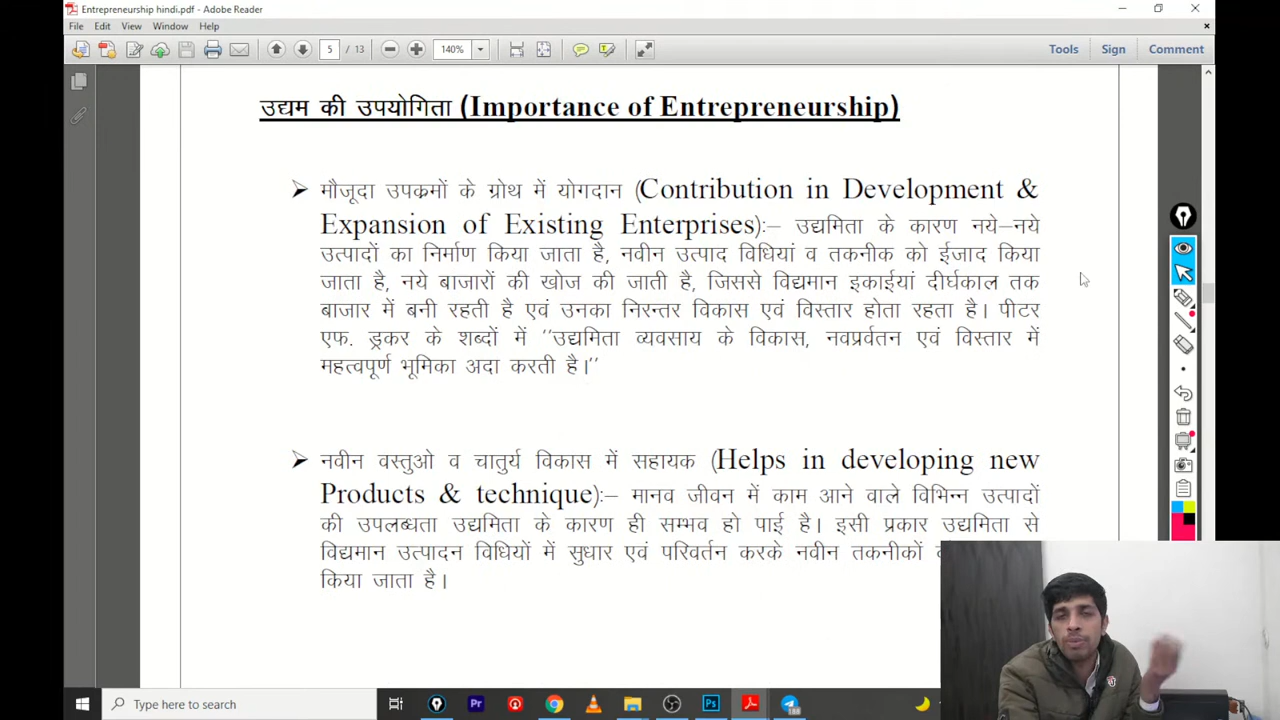 Entrepreneurship hindi.pdf - Adobe Reader
File Edit View Window Help
5 / 13 140% Tools Sign Comment
उद्यम की उपयोगिता (Importance of Entrepreneurship)
मौजूदा उपक्रमों के ग्रोथ में योगदान (Contribution in Development &
Expansion of Existing Enterprises):– उद्यमिता के कारण नये–नये
उत्पादों का निर्माण किया जाता है, नवीन उत्पाद विधियां व तकनीक को ईजाद किया
जाता है, नये बाजारों की खोज की जाती है, जिससे विद्यमान इकाईयां दीर्घकाल तक
बाजार में बनी रहती है एवं उनका निरन्तर विकास एवं विस्तार होता रहता है। पीटर
एफ. ड्रकर के शब्दों में ''उद्यमिता व्यवसाय के विकास, नवप्रर्वतन एवं विस्तार में
महत्वपूर्ण भूमिका अदा करती है।''
नवीन वस्तुओ व चातुर्य विकास में सहायक (Helps in developing new
Products & technique):– मानव जीवन में काम आने वाले विभिन्न उत्पादों
की उपलब्धता उद्यमिता के कारण ही सम्भव हो पाई है। इसी प्रकार उद्यमिता से
विद्यमान उत्पादन विधियों में सुधार एवं परिवर्तन करके नवीन तकनीकों
किया जाता है।
Type here to search